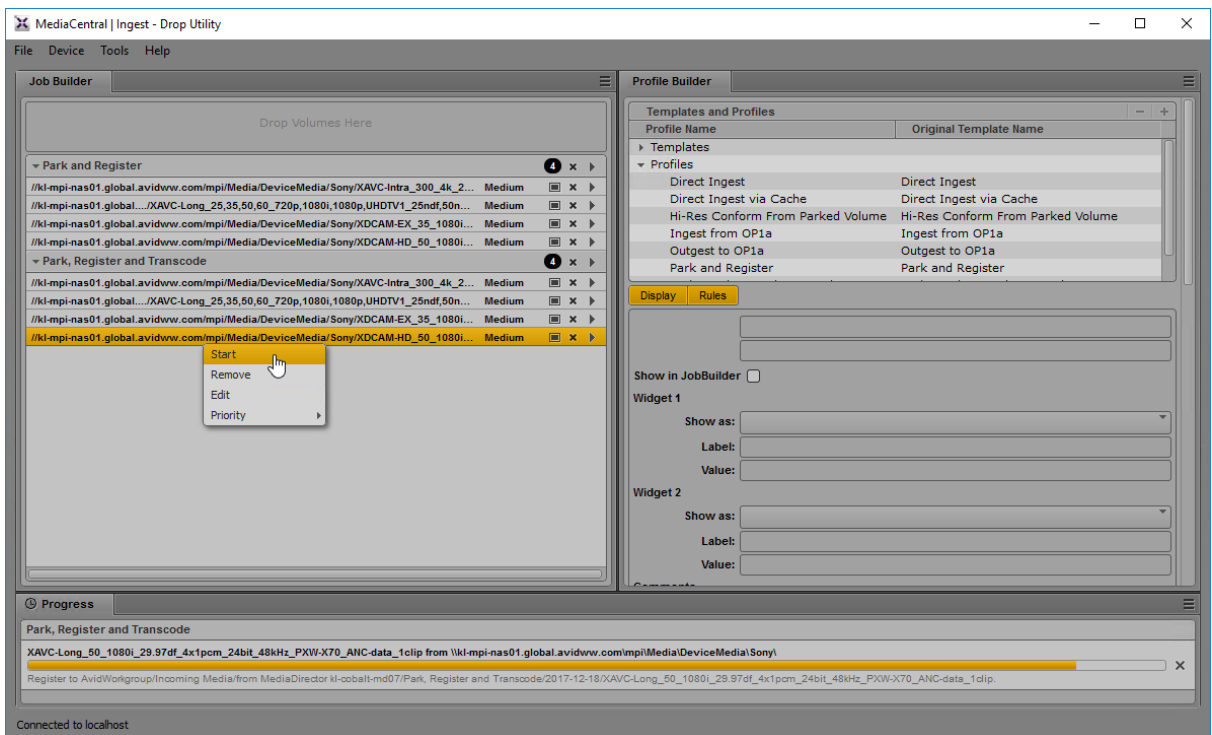 MediaCentral | Ingest - Drop Utility
File Device Tools Help
Job Builder
Drop Volumes Here
Park and Register 4
//kl-mpi-nas01.global.avidww.com/mpi/Media/DeviceMedia/Sony/XAVC-Intra_300_4k_2... Medium
//kl-mpi-nas01.global..../XAVC-Long_25,35,50,60_720p,1080i,1080p,UHDTV1_25ndf,50n... Medium
//kl-mpi-nas01.global.avidww.com/mpi/Media/DeviceMedia/Sony/XDCAM-EX_35_1080i... Medium
//kl-mpi-nas01.global.avidww.com/mpi/Media/DeviceMedia/Sony/XDCAM-HD_50_1080i... Medium
Park, Register and Transcode 4
//kl-mpi-nas01.global.avidww.com/mpi/Media/DeviceMedia/Sony/XAVC-Intra_300_4k_2... Medium
//kl-mpi-nas01.global..../XAVC-Long_25,35,50,60_720p,1080i,1080p,UHDTV1_25ndf,50n... Medium
//kl-mpi-nas01.global.avidww.com/mpi/Media/DeviceMedia/Sony/XDCAM-EX_35_1080i... Medium
//kl-mpi-nas01.global.avidww.com/mpi/Media/DeviceMedia/Sony/XDCAM-HD_50_1080i... Medium
Start
Remove
Edit
Priority
Profile Builder
Templates and Profiles
Profile Name Original Template Name
Templates
Profiles
Direct Ingest Direct Ingest
Direct Ingest via Cache Direct Ingest via Cache
Hi-Res Conform From Parked Volume Hi-Res Conform From Parked Volume
Ingest from OP1a Ingest from OP1a
Outgest to OP1a Outgest to OP1a
Park and Register Park and Register
Display Rules
Show in JobBuilder
Widget 1
Show as:
Label:
Value:
Widget 2
Show as:
Label:
Value:
Comments
Progress
Park, Register and Transcode
XAVC-Long_50_1080i_29.97df_4x1pcm_24bit_48kHz_PXW-X70_ANC-data_1clip from \\kl-mpi-nas01.global.avidww.com\mpi\Media\DeviceMedia\Sony\
Register to AvidWorkgroup/Incoming Media/from MediaDirector kl-cobalt-md07/Park, Register and Transcode/2017-12-18/XAVC-Long_50_1080i_29.97df_4x1pcm_24bit_48kHz_PXW-X70_ANC-data_1clip.
Connected to localhost